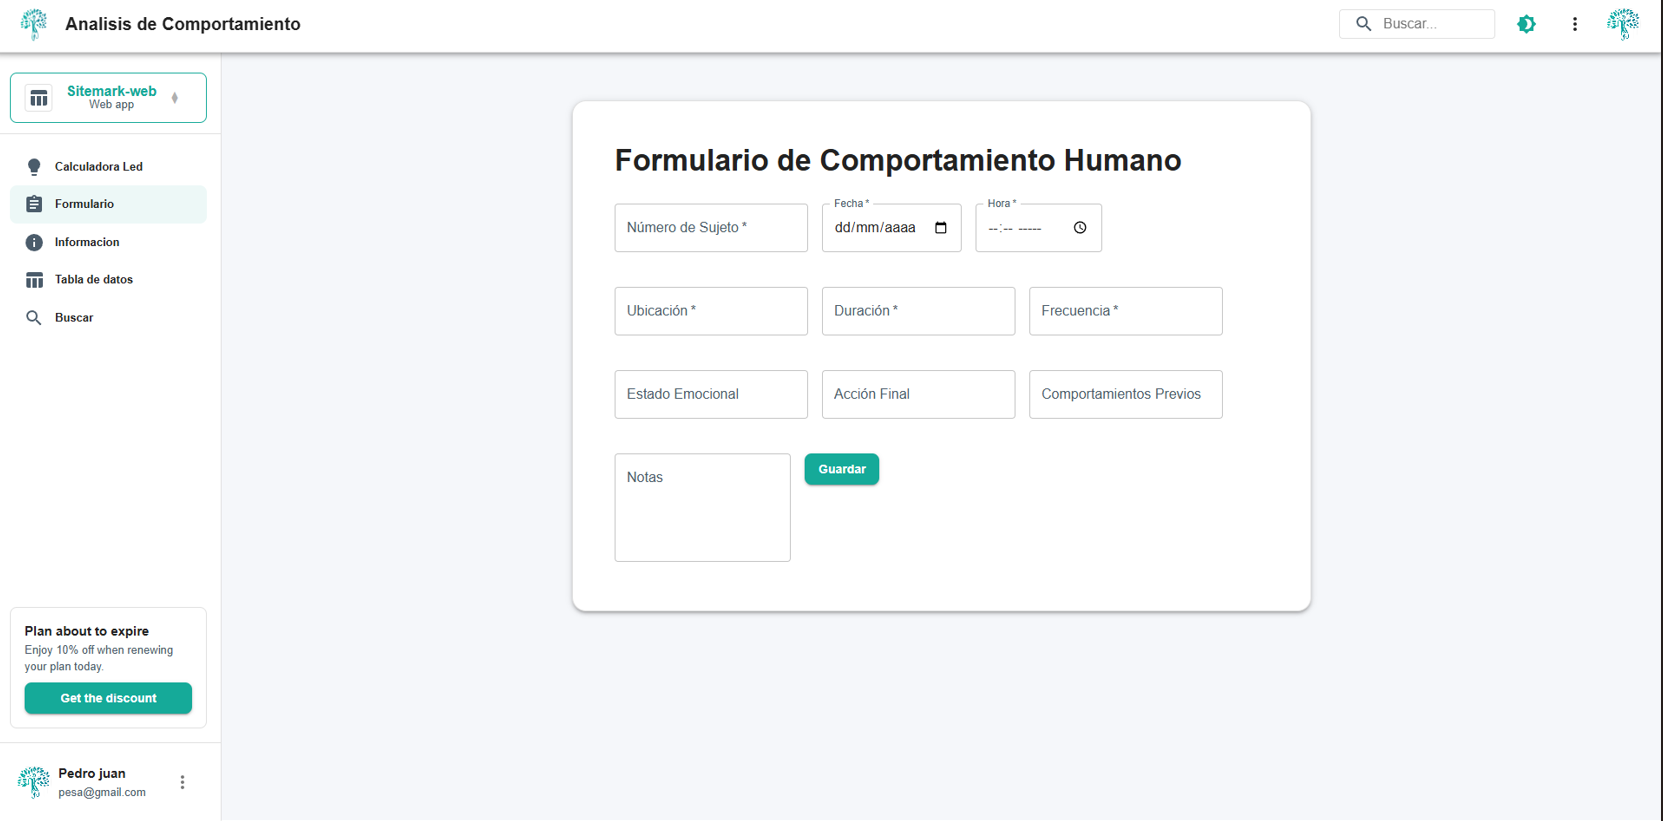 Analisis de Comportamiento
Buscar...
Sitemark-web
Web app
Calculadora Led
Formulario
Informacion
Tabla de datos
Buscar
Formulario de Comportamiento Humano
Número de Sujeto *
Fecha *
dd/mm/aaaa
Hora *
--:-- -----
Ubicación *
Duración *
Frecuencia *
Estado Emocional
Acción Final
Comportamientos Previos
Notas
Guardar
Plan about to expire
Enjoy 10% off when renewing
your plan today.
Get the discount
Pedro juan
pesa@gmail.com